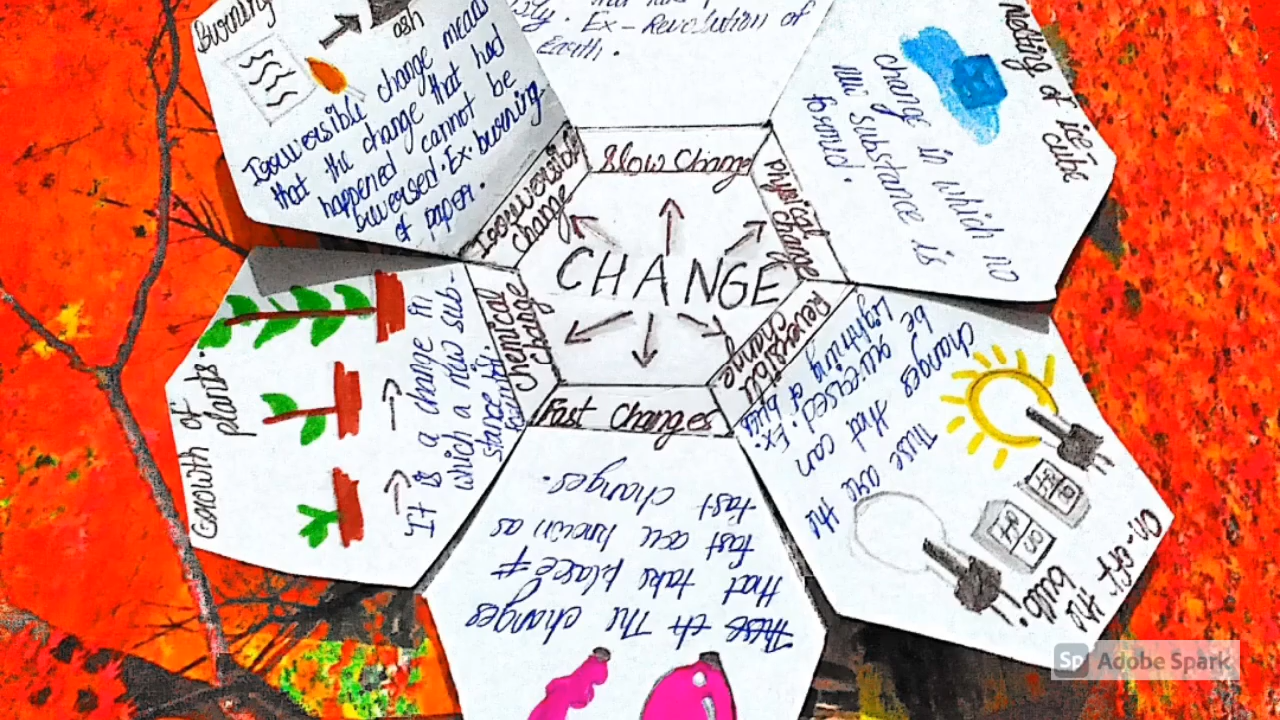 Burning
ash
Irreversible change means
that the change that had
happened cannot be
reversed. Ex. burning
of paper.
Irreversible
change
Ex - Revolution of
Earth.
Slow Change
Physical
change
Melting of ice-
cube
change in which no
substance is
formed.
CHANGE
Chemical
change
Growth of
plants.
It is a change in
which a new sub-
stance
Reversible
change
These are the
changes that can
be reversed. Ex.
Lightning of bulb
On-off the
bulb.
Fast Changes
The changes
that take place
fast are known as
fast changes.
Sp Adobe Spark